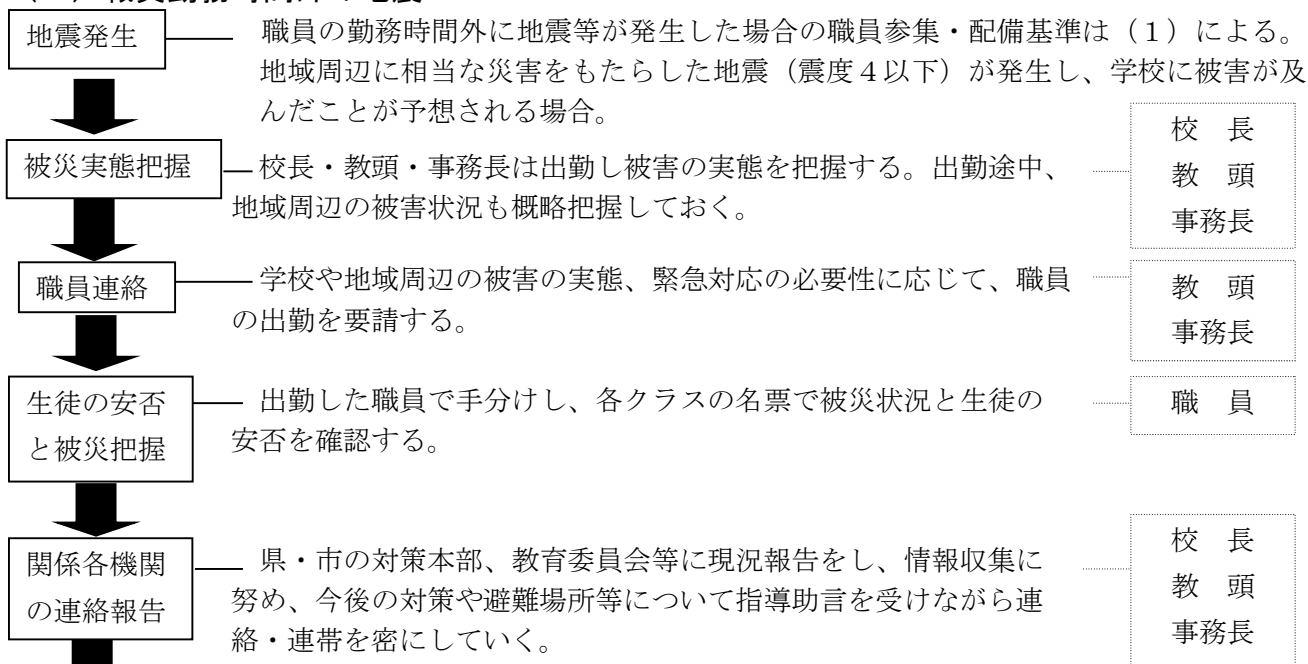 地震発生
職員の勤務時間外に地震等が発生した場合の職員参集・配備基準は（１）による。
地域周辺に相当な災害をもたらした地震（震度４以下）が発生し、学校に被害が及
んだことが予想される場合。
被災実態把握
校長・教頭・事務長は出勤し被害の実態を把握する。出勤途中、
地域周辺の被害状況も概略把握しておく。
校　長
教　頭
事務長
職員連絡
学校や地域周辺の被害の実態、緊急対応の必要性に応じて、職員
の出勤を要請する。
教　頭
事務長
生徒の安否
と被災把握
出勤した職員で手分けし、各クラスの名票で被災状況と生徒の
安否を確認する。
職　員
関係各機関
の連絡報告
県・市の対策本部、教育委員会等に現況報告をし、情報収集に
努め、今後の対策や避難場所等について指導助言を受けながら連
絡・連帯を密にしていく。
校　長
教　頭
事務長